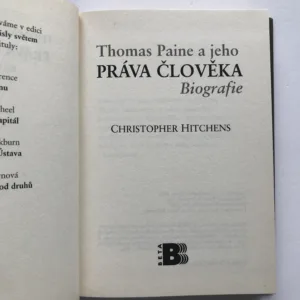 váme v edici
sly světem
tuly:
rence
nu
heel
apitál
kburn
Ústava
nová
od druhů
Thomas Paine a jeho
PRÁVA ČLOVĚKA
Biografie
CHRISTOPHER HITCHENS
BETA
B